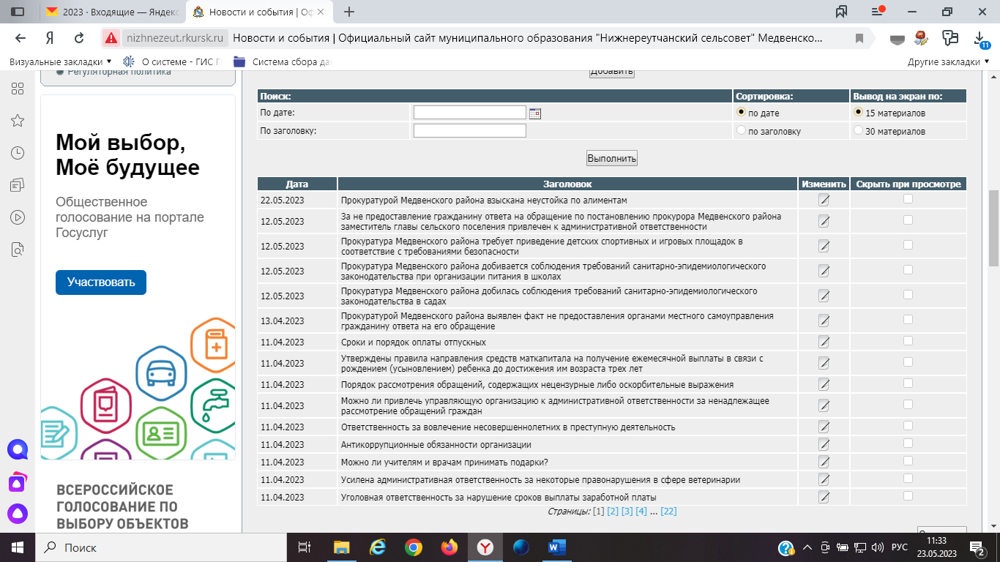 2023 · Входящие — Яндекс
Новости и события | Оф
nizhnezeut.rkursk.ru Новости и события | Официальный сайт муниципального образования "Нижнереутчанский сельсовет" Медвенско...
11
Визуальные закладки
О системе - ГИС Г
Система сбора дан
Другие закладки
Регуляторная политика
Мой выбор,
Моё будущее
Общественное
голосование на портале
Госуслуг
Участвовать
ВСЕРОССИЙСКОЕ
ГОЛОСОВАНИЕ ПО
ВЫБОРУ ОБЪЕКТОВ
Добавить
Поиск: Сортировка: Вывод на экран по:
По дате: по дате 15 материалов
По заголовку: по заголовку 30 материалов
Выполнить
Дата Заголовок Изменить Скрыть при просмотре
22.05.2023 Прокуратурой Медвенского района взыскана неустойка по алиментам
12.05.2023 За не предоставление гражданину ответа на обращение по постановлению прокурора Медвенского района
заместитель главы сельского поселения привлечен к административной ответственности
12.05.2023 Прокуратура Медвенского района требует приведение детских спортивных и игровых площадок в
соответствие с требованиями безопасности
12.05.2023 Прокуратура Медвенского района добивается соблюдения требований санитарно-эпидемиологического
законодательства при организации питания в школах
12.05.2023 Прокуратура Медвенского района добилась соблюдения требований санитарно-эпидемиологического
законодательства в садах
13.04.2023 Прокуратурой Медвенского района выявлен факт не предоставления органами местного самоуправления
гражданину ответа на его обращение
11.04.2023 Сроки и порядок оплаты отпускных
11.04.2023 Утверждены правила направления средств маткапитала на получение ежемесячной выплаты в связи с
рождением (усыновлением) ребенка до достижения им возраста трех лет
11.04.2023 Порядок рассмотрения обращений, содержащих нецензурные либо оскорбительные выражения
11.04.2023 Можно ли привлечь управляющую организацию к административной ответственности за ненадлежащее
рассмотрение обращений граждан
11.04.2023 Ответственность за вовлечение несовершеннолетних в преступную деятельность
11.04.2023 Антикоррупционные обязанности организации
11.04.2023 Можно ли учителям и врачам принимать подарки?
11.04.2023 Усилена административная ответственность за некоторые правонарушения в сфере ветеринарии
11.04.2023 Уголовная ответственность за нарушение сроков выплаты заработной платы
Страницы: [1] [2] [3] [4] ... [22]
Поиск
РУС
11:33
23.05.2023
2